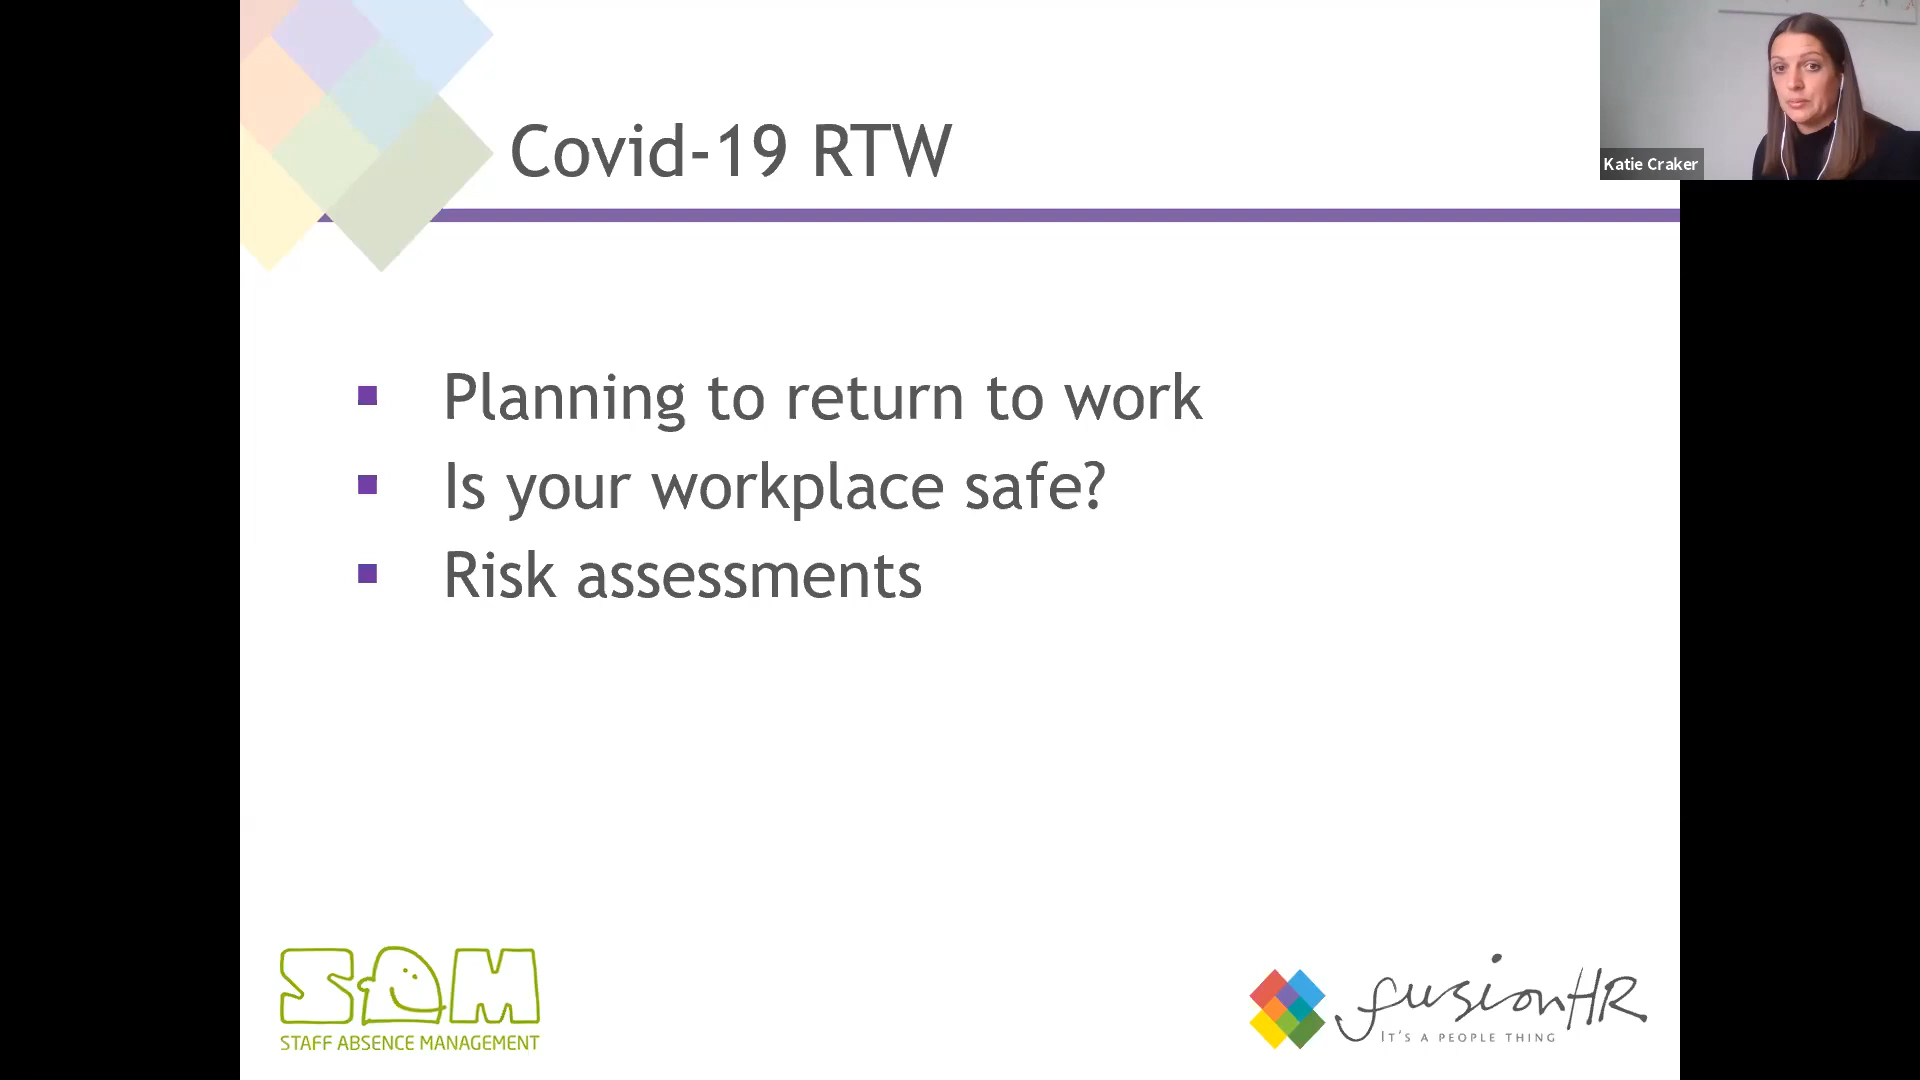 Covid-19 RTW
Katie Craker
Planning to return to work
Is your workplace safe?
Risk assessments
SAM
STAFF ABSENCE MANAGEMENT
fusionHR
IT'S A PEOPLE THING